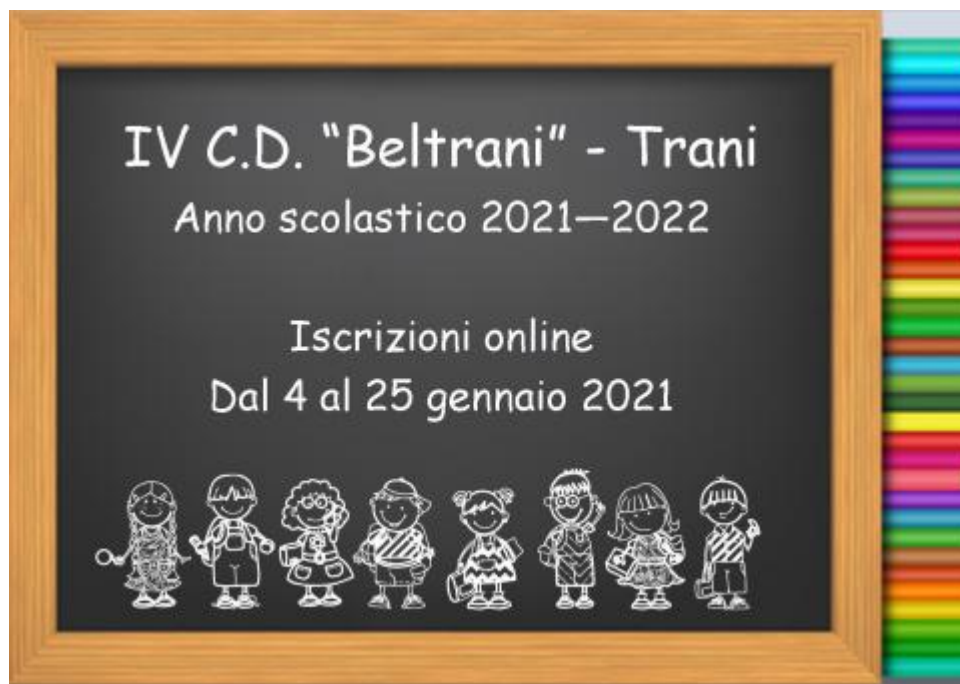 IV C.D. “Beltrani” - Trani
Anno scolastico 2021—2022
Iscrizioni online
Dal 4 al 25 gennaio 2021